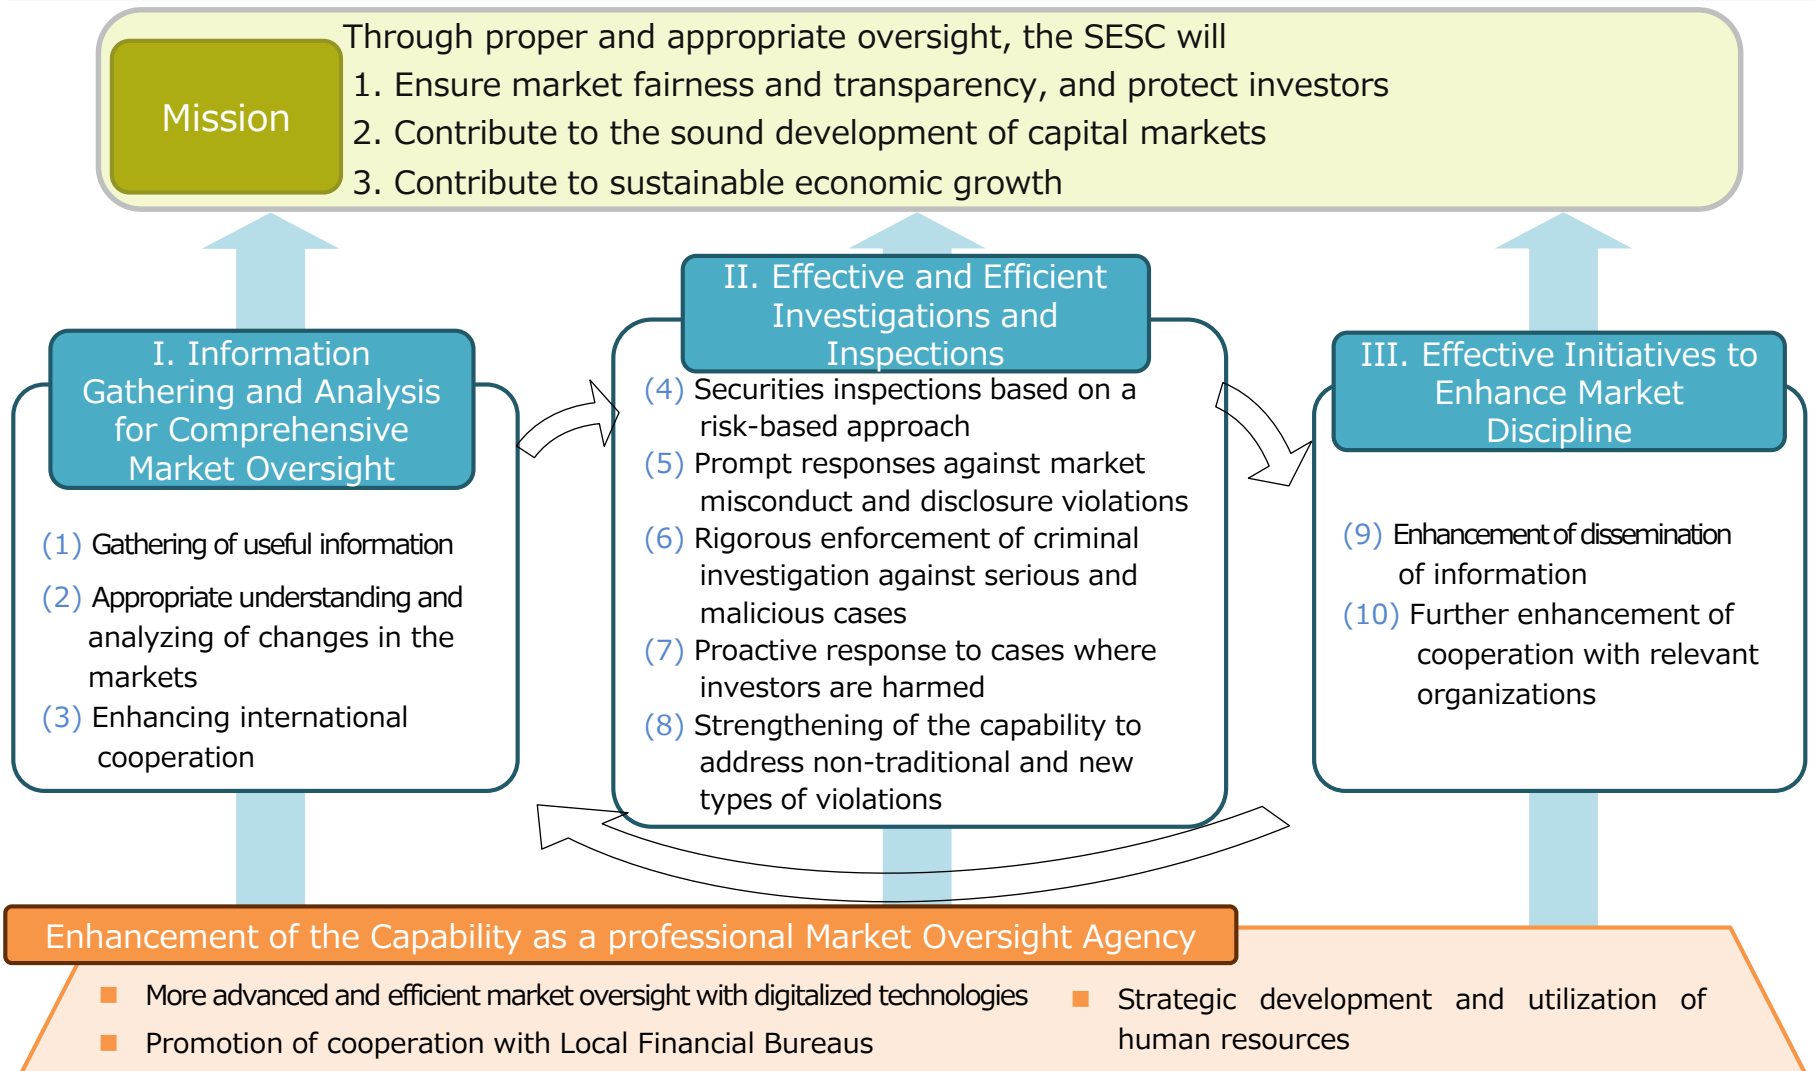 Through proper and appropriate oversight, the SESC will
Mission
1. Ensure market fairness and transparency, and protect investors
2. Contribute to the sound development of capital markets
3. Contribute to sustainable economic growth
I. Information
Gathering and Analysis
for Comprehensive
Market Oversight
(1) Gathering of useful information
(2) Appropriate understanding and
analyzing of changes in the
markets
(3) Enhancing international
cooperation
II. Effective and Efficient
Investigations and
Inspections
(4) Securities inspections based on a
risk-based approach
(5) Prompt responses against market
misconduct and disclosure violations
(6) Rigorous enforcement of criminal
investigation against serious and
malicious cases
(7) Proactive response to cases where
investors are harmed
(8) Strengthening of the capability to
address non-traditional and new
types of violations
III. Effective Initiatives to
Enhance Market
Discipline
(9) Enhancement of dissemination
of information
(10) Further enhancement of
cooperation with relevant
organizations
Enhancement of the Capability as a professional Market Oversight Agency
■ More advanced and efficient market oversight with digitalized technologies
■ Promotion of cooperation with Local Financial Bureaus
■ Strategic development and utilization of
human resources